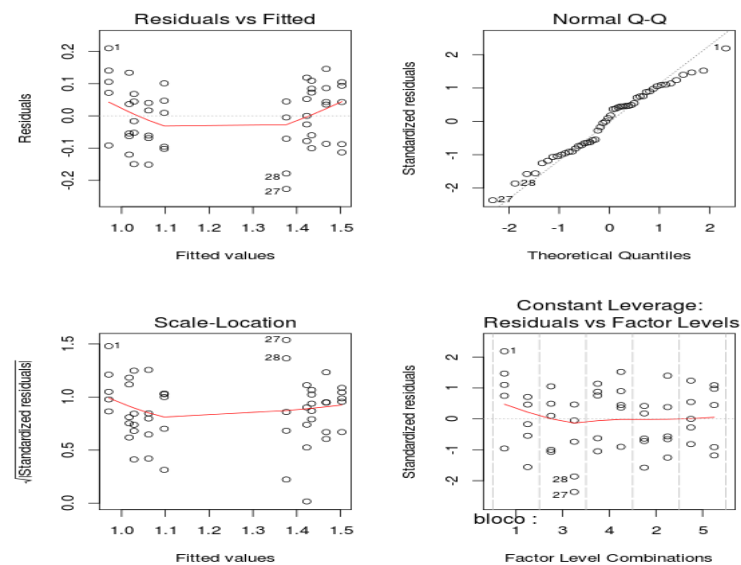 Residuals vs Fitted
Residuals
0.2
0.1
0.0
-0.1
-0.2
1
28
27
1.0 1.1 1.2 1.3 1.4 1.5
Fitted values
Normal Q-Q
Standardized residuals
2
1
0
-1
-2
1
28
27
-2 -1 0 1 2
Theoretical Quantiles
Scale-Location
√|Standardized residuals|
1.5
1.0
0.5
0.0
27
1
28
1.0 1.1 1.2 1.3 1.4 1.5
Fitted values
Constant Leverage:
Residuals vs Factor Levels
Standardized residuals
2
1
0
-1
-2
1
28
27
bloco :
1 3 4 2 5
Factor Level Combinations